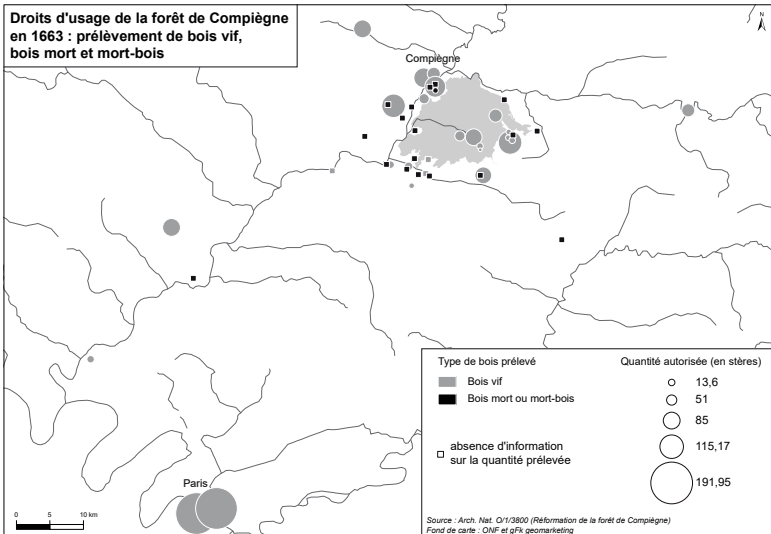 Droits d'usage de la forêt de Compiègne
en 1663 : prélèvement de bois vif,
bois mort et mort-bois
N
Compiègne
Paris
0 5 10 km
Type de bois prélevé
Bois vif
Bois mort ou mort-bois
absence d'information
sur la quantité prélevée
Quantité autorisée (en stères)
13,6
51
85
115,17
191,95
Source : Arch. Nat. O/1/3800 (Réformation de la forêt de Compiègne)
Fond de carte : ONF et gFk geomarketing